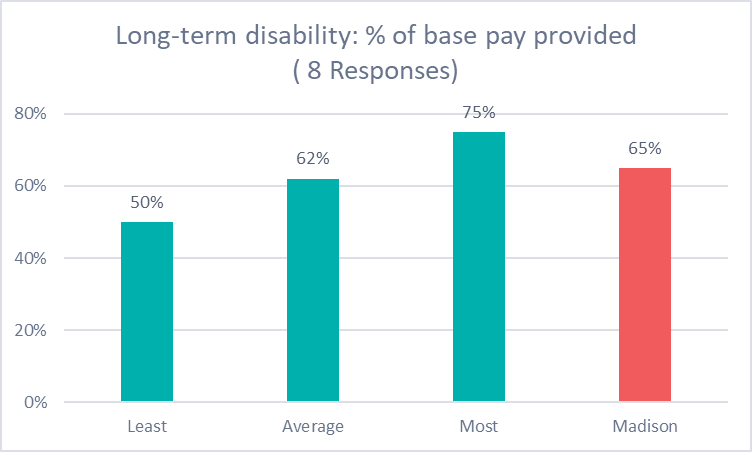 Long-term disability: % of base pay provided
( 8 Responses)
80%
60%
40%
20%
0%
50%
62%
75%
65%
Least
Average
Most
Madison